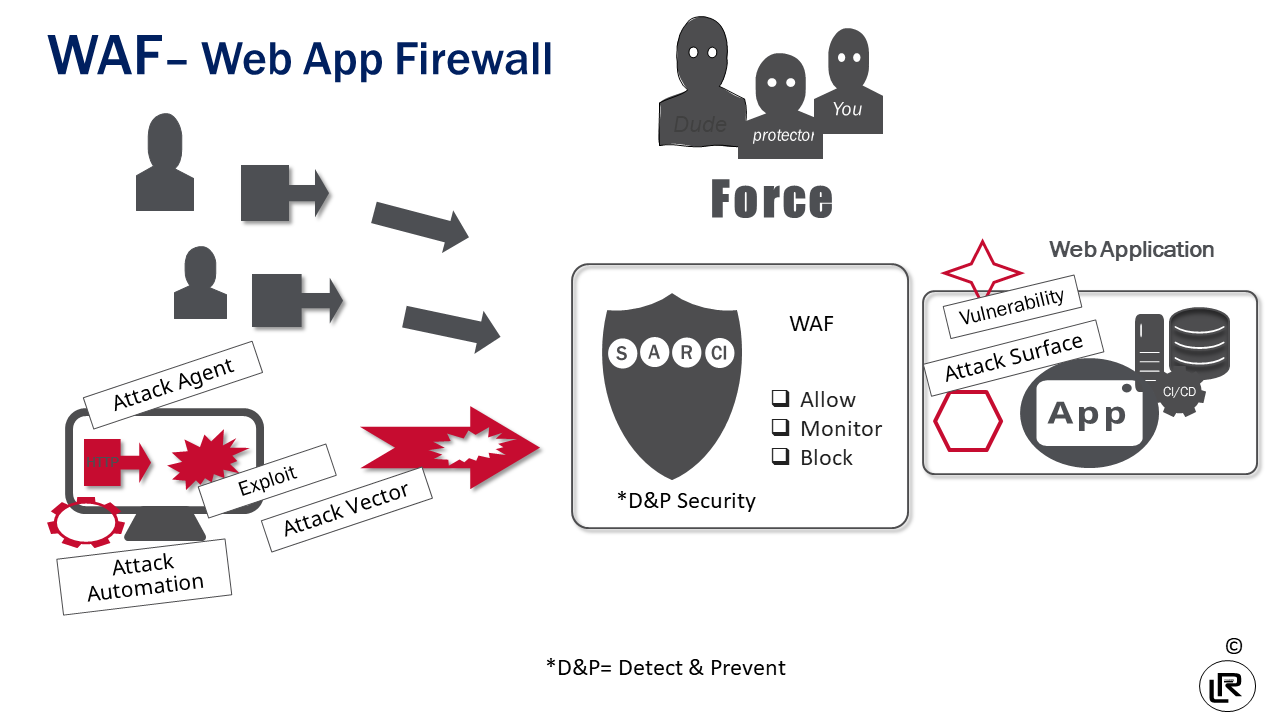 WAF– Web App Firewall
Dude
protector
You
Force
Web Application
Vulnerability
Attack Surface
CI/CD
App
WAF
S A R CI
Allow
Monitor
Block
*D&P Security
Attack Agent
HTTP
Exploit
Attack Vector
Attack
Automation
*D&P= Detect & Prevent
©
LR